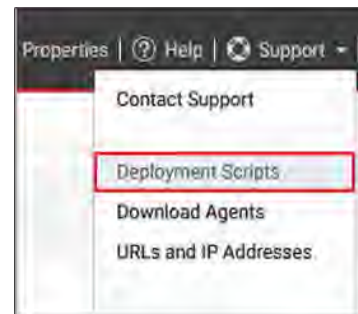 Properties | Help | Support
Contact Support
Deployment Scripts
Download Agents
URLs and IP Addresses